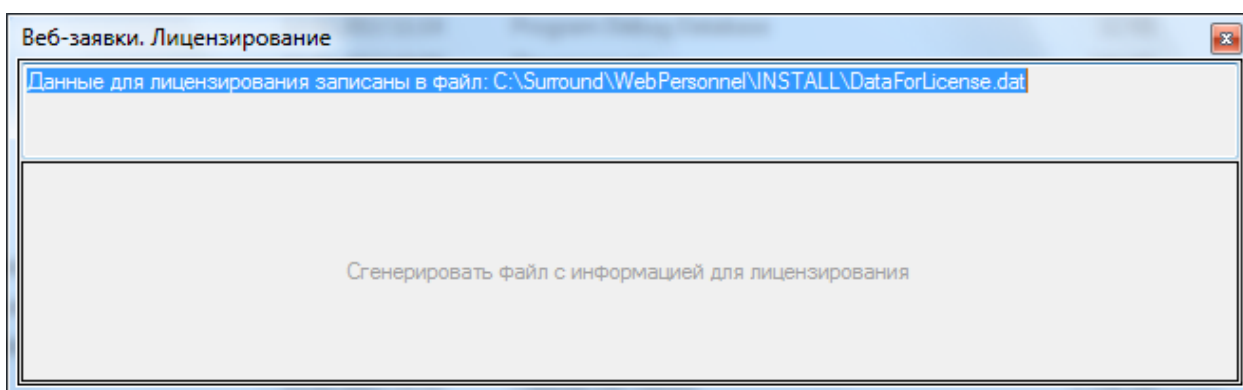 Веб-заявки. Лицензирование
Данные для лицензирования записаны в файл: C:\Surround\WebPersonnel\INSTALL\DataForLicense.dat
Сгенерировать файл с информацией для лицензирования